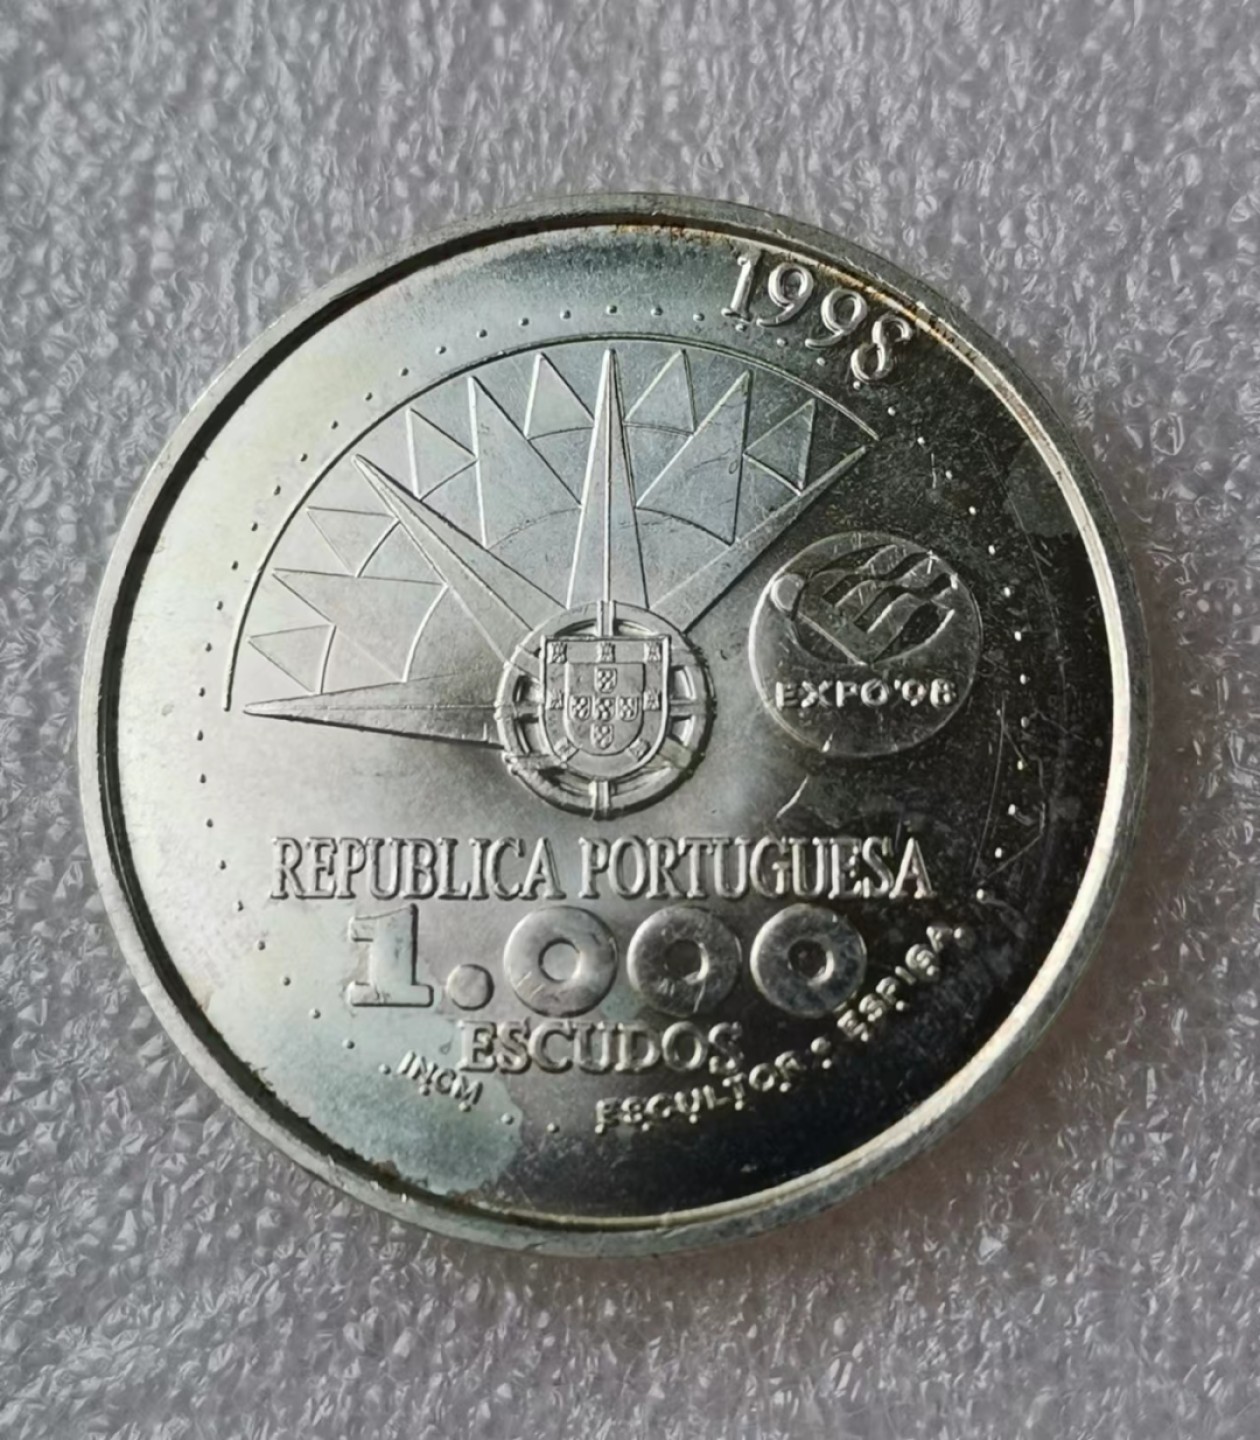 1998
EXPO'98
REPUBLICA PORTUGUESA
1.000
ESCUDOS
INCM
ESCULTOR : ESPIGA